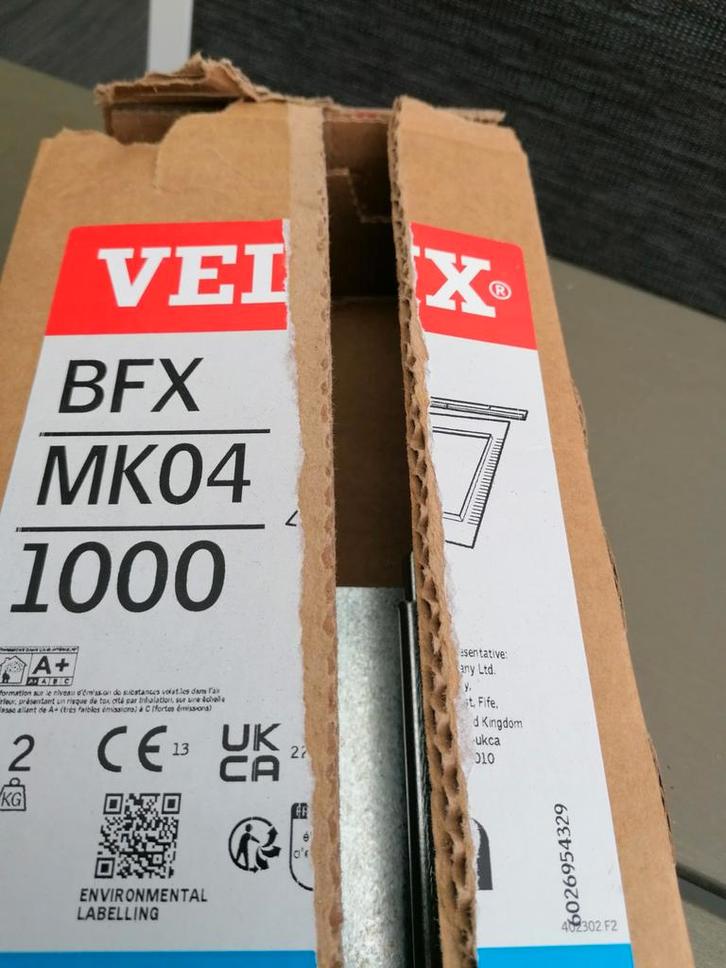 VEL X®
BFX
MK04
1000
A+
A+ A B C
2
KG
CE 13
UK
CA
ENVIRONMENTAL
LABELLING
esentative:
any Ltd.
y,
st, Fife,
d Kingdom
ukca
010
6026954329
402302 F2